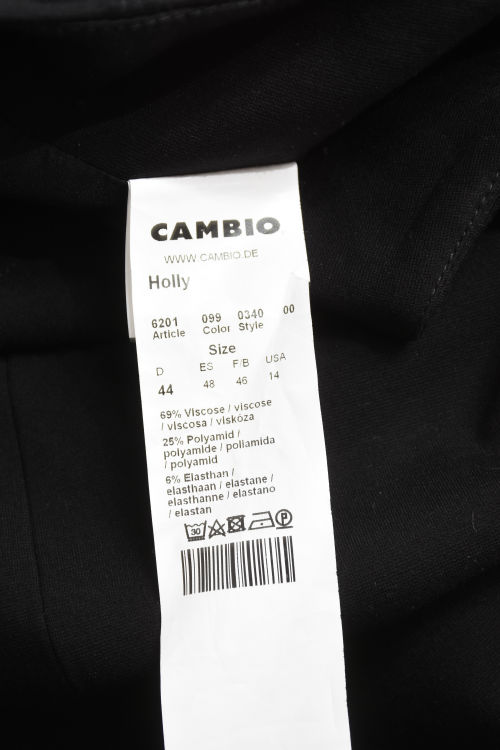 CAMBIO
WWW.CAMBIO.DE
Holly
6201 099 0340 00
Article Color Style
Size
D ES F/B USA
44 48 46 14
69% Viscose / viscose
/ viscosa / viskóza
25% Polyamid /
polyamide / poliamida
/ polyamid
6% Elasthan /
elasthaan / elastane /
elasthanne / elastano
/ elastan
30 P